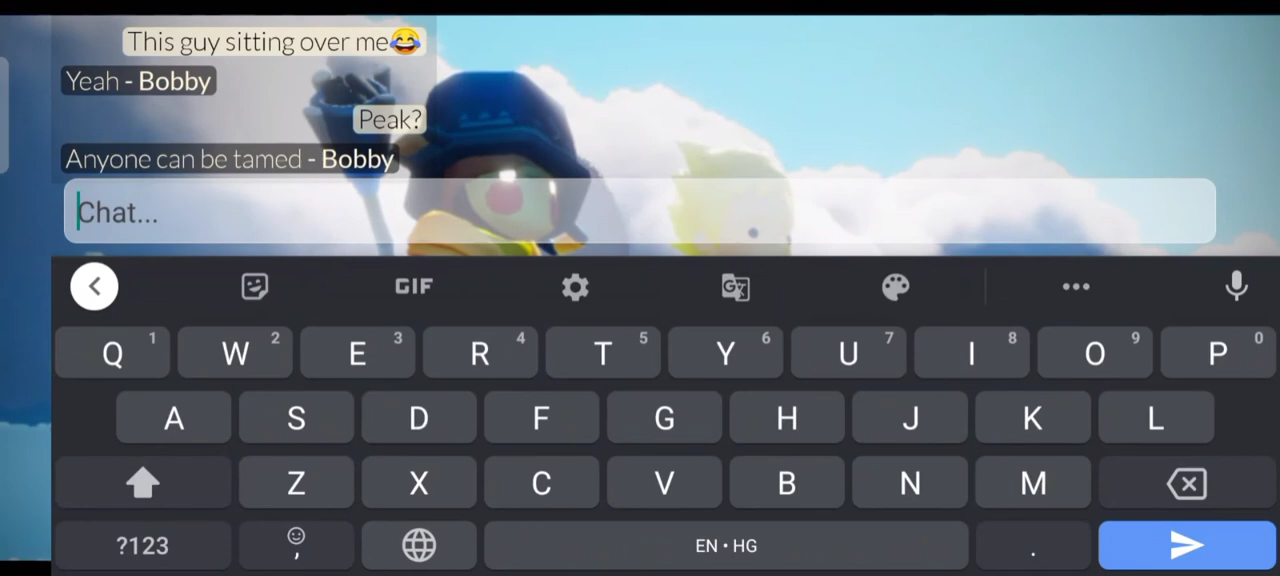 This guy sitting over me😂
Yeah - Bobby
Peak?
Anyone can be tamed - Bobby
Chat...
GIF
Q 1 W 2 E 3 R 4 T 5 Y 6 U 7 I 8 O 9 P 0
A S D F G H J K L
Z X C V B N M
?123 , EN • HG .